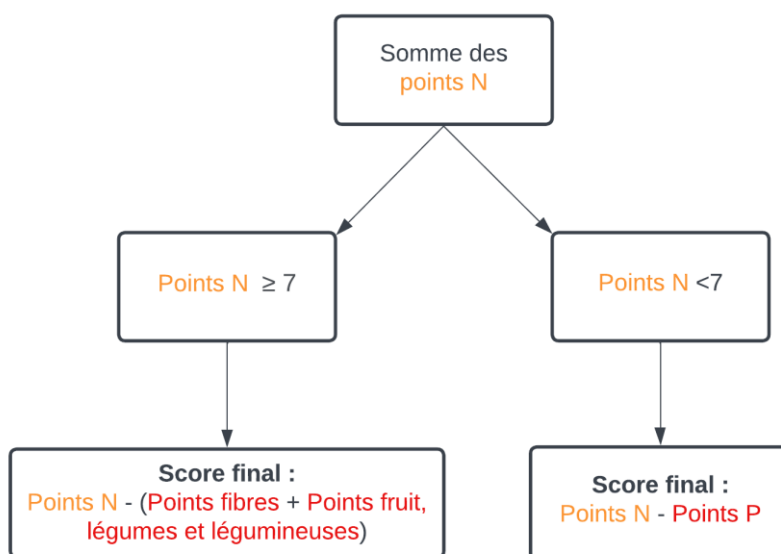 Somme des
points N
Points N ≥ 7
Points N <7
Score final :
Points N - (Points fibres + Points fruit,
légumes et légumineuses)
Score final :
Points N - Points P